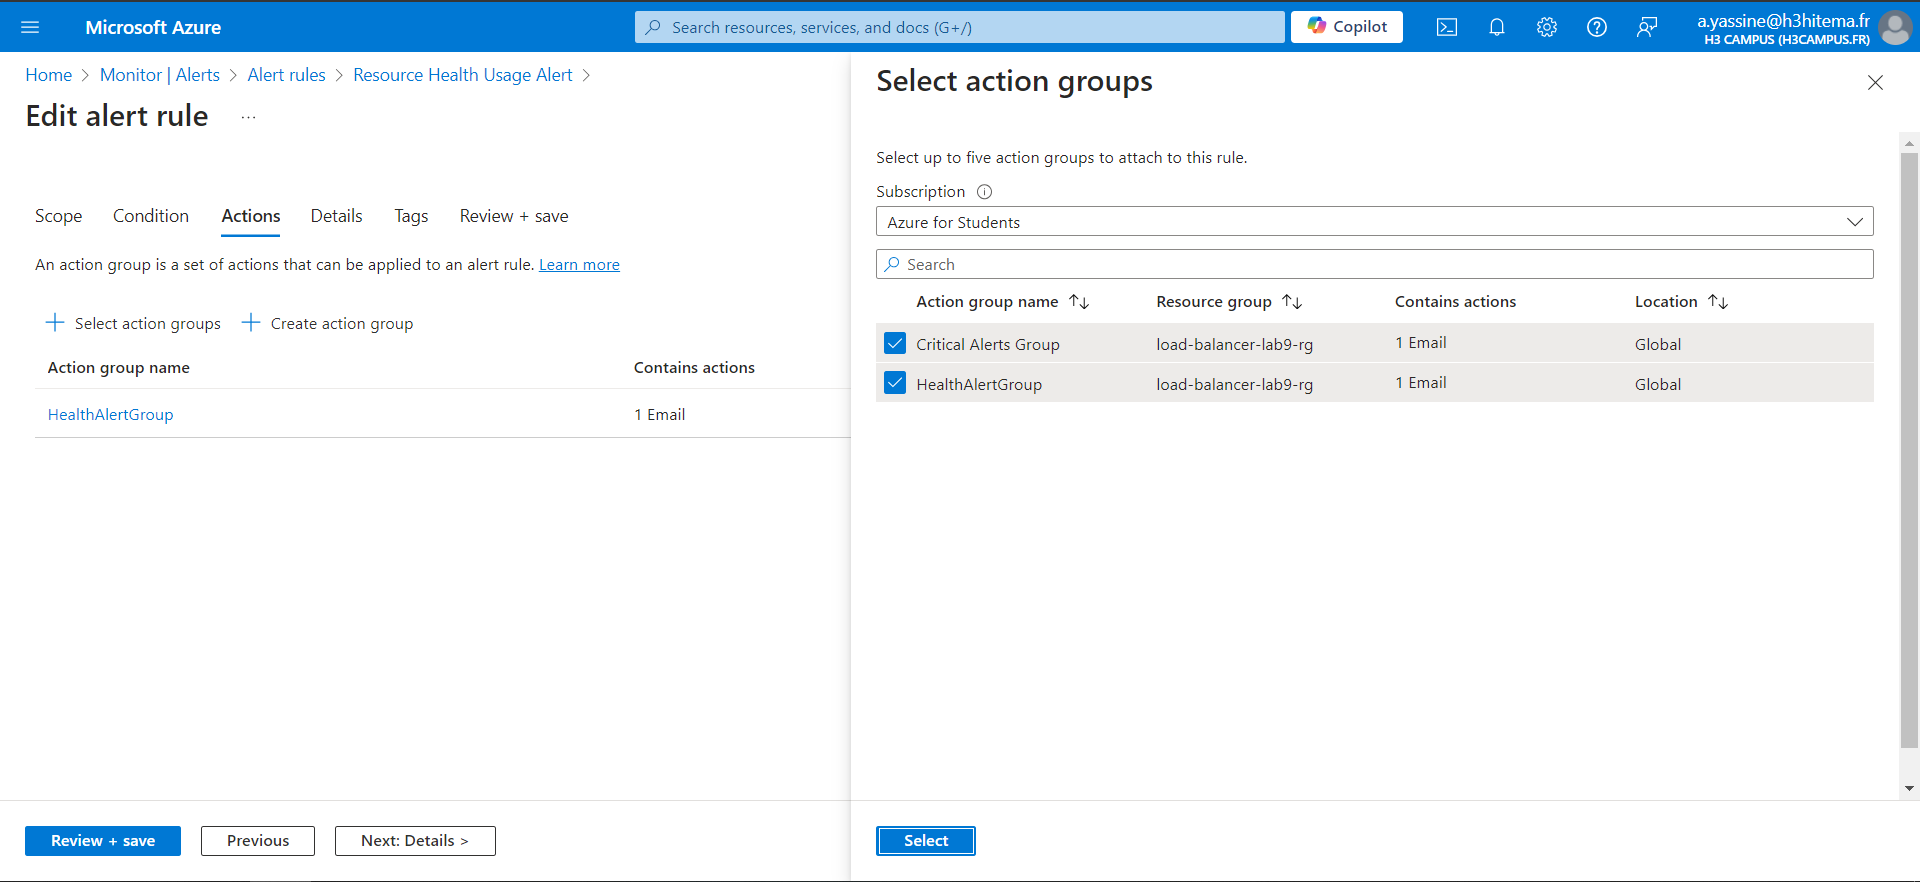 Microsoft Azure
Search resources, services, and docs (G+/)
Copilot
a.yassine@h3hitema.fr
H3 CAMPUS (H3CAMPUS.FR)
Home > Monitor | Alerts > Alert rules > Resource Health Usage Alert >
Edit alert rule ...
Scope Condition Actions Details Tags Review + save
An action group is a set of actions that can be applied to an alert rule. Learn more
+ Select action groups + Create action group
Action group name Contains actions
HealthAlertGroup 1 Email
Review + save Previous Next: Details >
Select action groups
Select up to five action groups to attach to this rule.
Subscription
Azure for Students
Search
Action group name Resource group Contains actions Location
Critical Alerts Group load-balancer-lab9-rg 1 Email Global
HealthAlertGroup load-balancer-lab9-rg 1 Email Global
Select